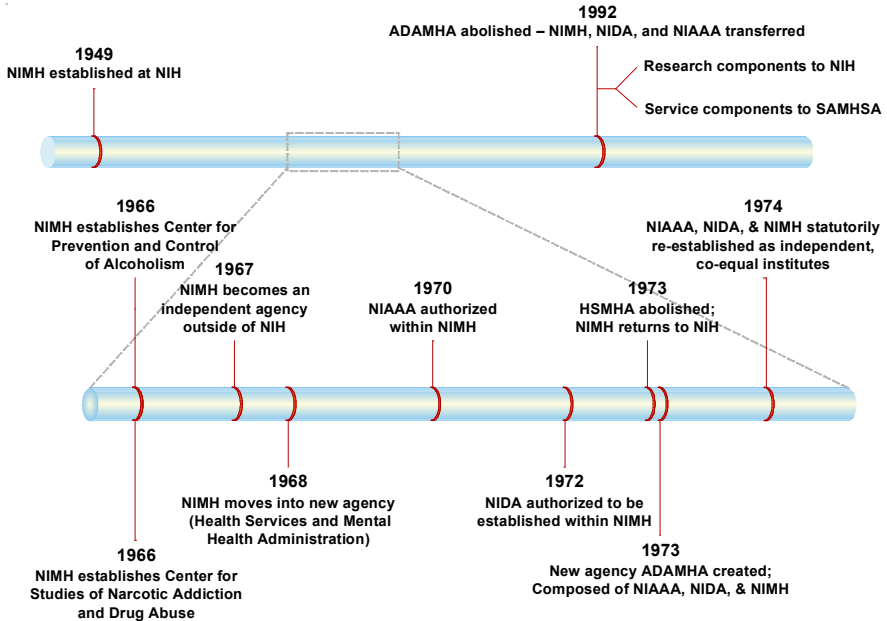 1949
NIMH established at NIH
1992
ADAMHA abolished – NIMH, NIDA, and NIAAA transferred
Research components to NIH
Service components to SAMHSA
1966
NIMH establishes Center for
Prevention and Control
of Alcoholism
1967
NIMH becomes an
independent agency
outside of NIH
1970
NIAAA authorized
within NIMH
1973
HSMHA abolished;
NIMH returns to NIH
1974
NIAAA, NIDA, & NIMH statutorily
re-established as independent,
co-equal institutes
1966
NIMH establishes Center for
Studies of Narcotic Addiction
and Drug Abuse
1968
NIMH moves into new agency
(Health Services and Mental
Health Administration)
1972
NIDA authorized to be
established within NIMH
1973
New agency ADAMHA created;
Composed of NIAAA, NIDA, & NIMH